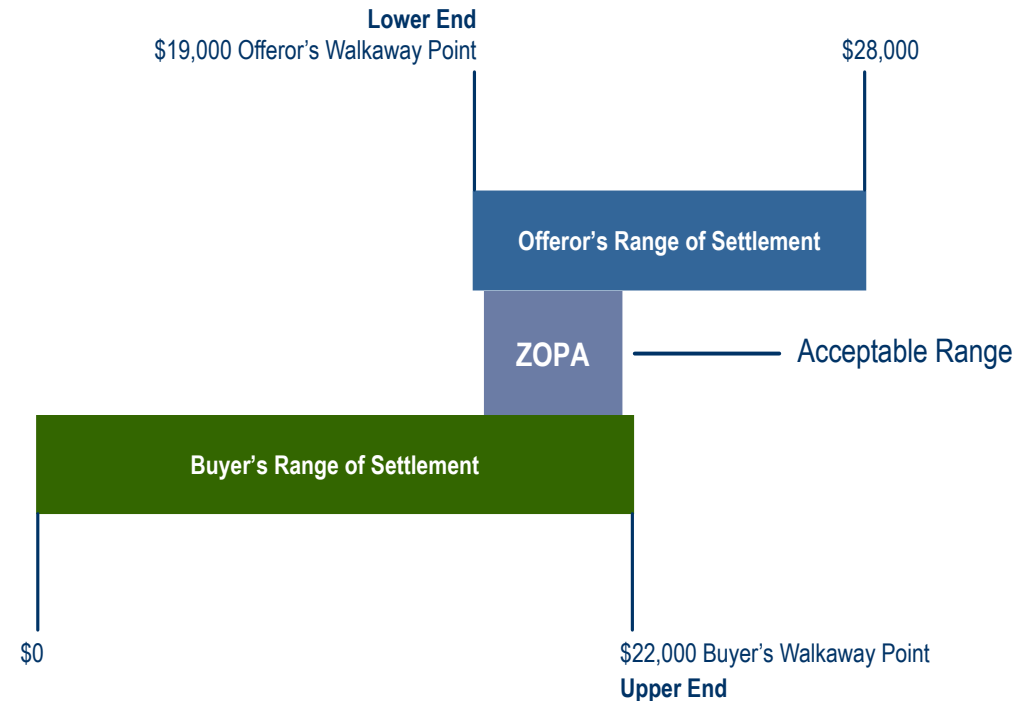 Lower End
$19,000 Offeror’s Walkaway Point
$28,000
Offeror’s Range of Settlement
ZOPA
Acceptable Range
Buyer’s Range of Settlement
$0
$22,000 Buyer’s Walkaway Point
Upper End